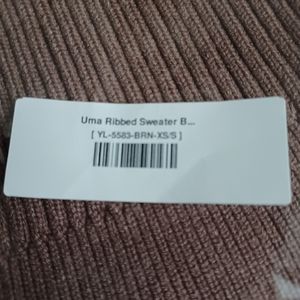 Uma Ribbed Sweater B...
[ YL-5583-BRN-XS/S ]